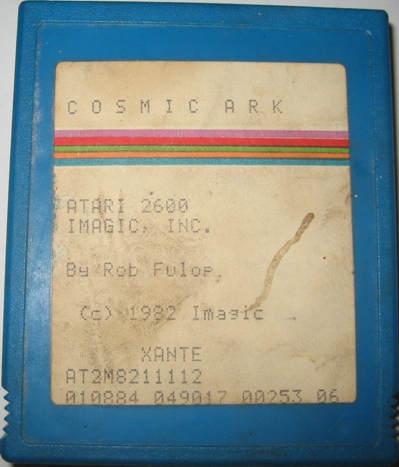 COSMIC ARK
ATARI 2600
IMAGIC, INC.
By Rob Fulop.
(c) 1982 Imagic
XANTE
AT2M8211112
010884 049017 00253 06